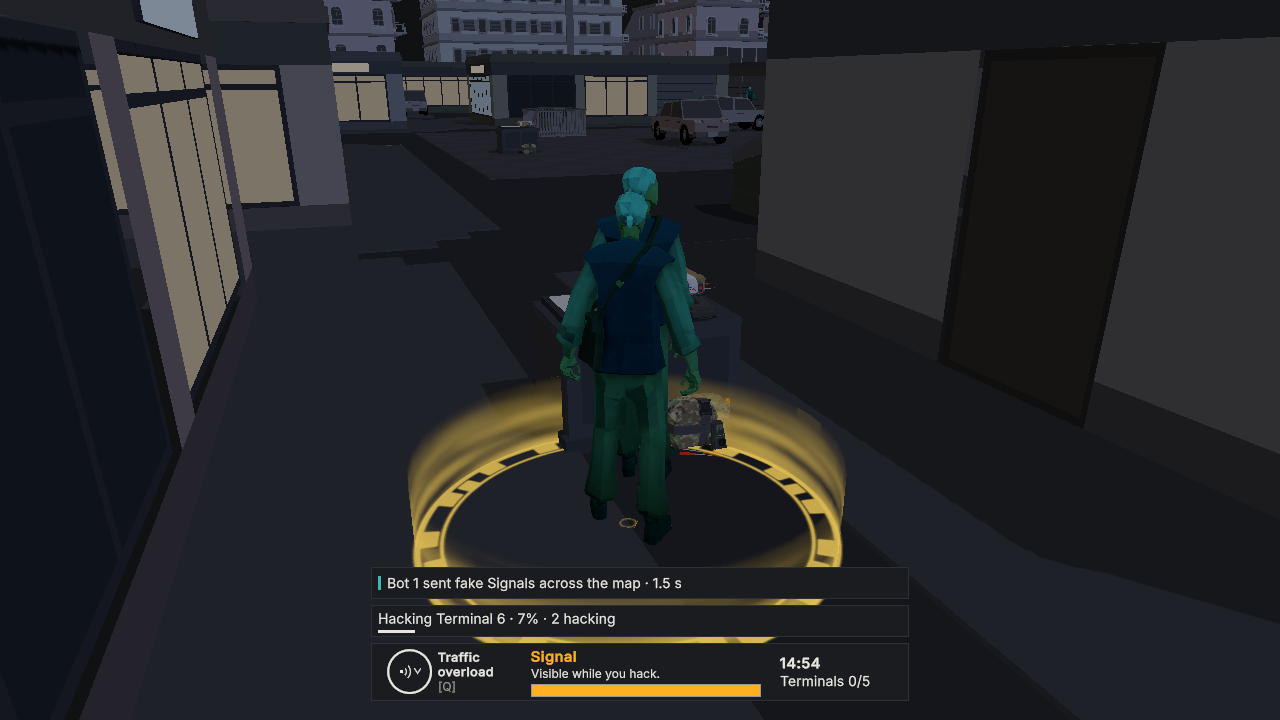 Bot 1 sent fake Signals across the map · 1.5 s
Hacking Terminal 6 · 7% · 2 hacking
Traffic overload
[Q]
Signal
Visible while you hack.
14:54
Terminals 0/5